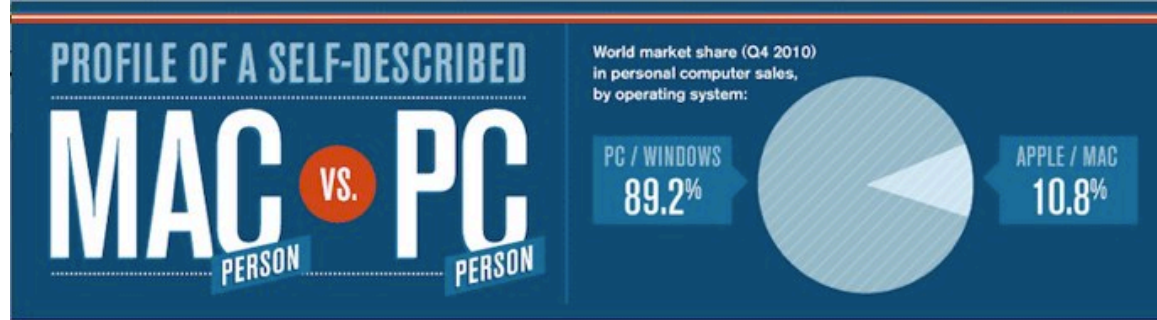 PROFILE OF A SELF-DESCRIBED
MAC VS. PC
PERSON PERSON
World market share (Q4 2010)
in personal computer sales,
by operating system:
PC / WINDOWS
89.2%
APPLE / MAC
10.8%